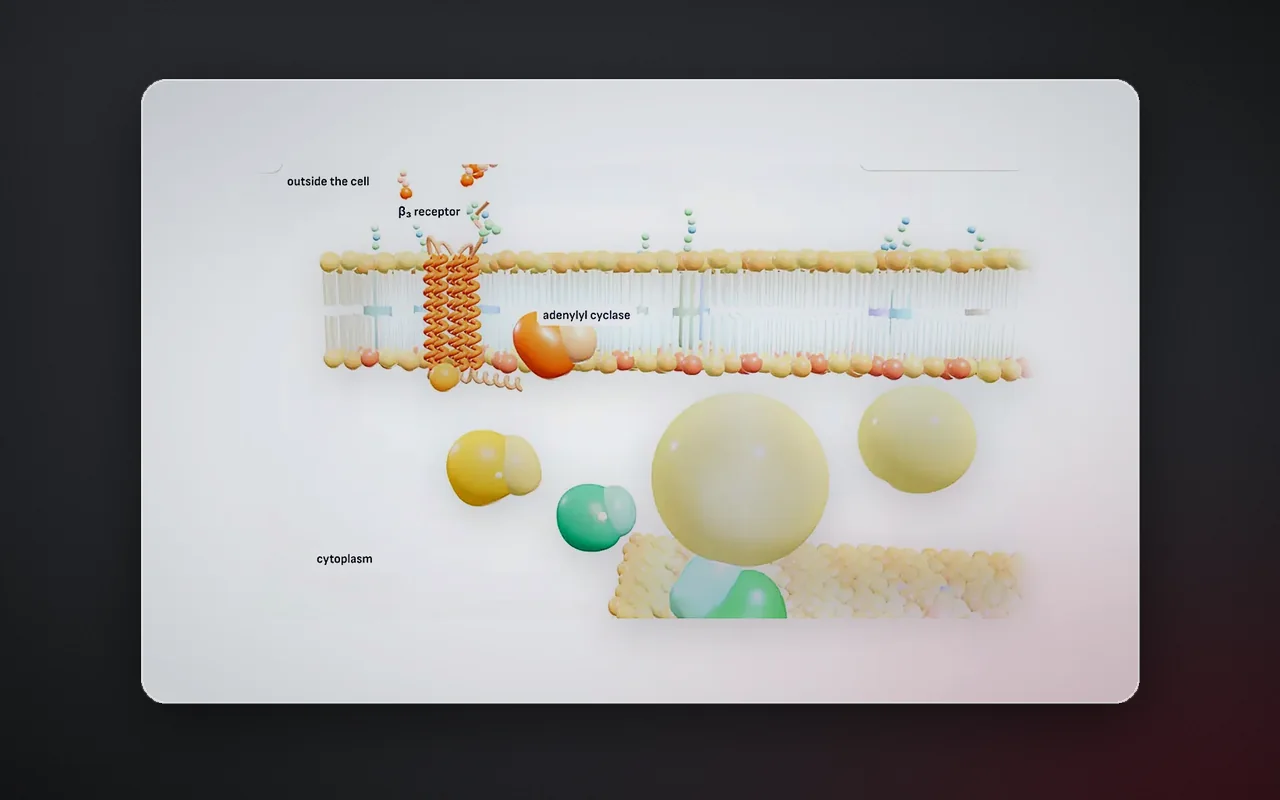 outside the cell
β₃ receptor
adenylyl cyclase
cytoplasm